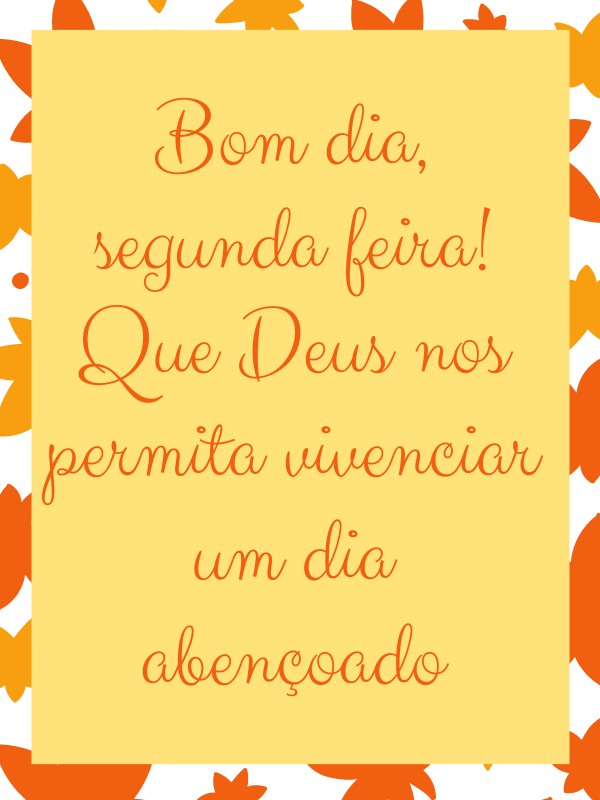 Bom dia,
segunda feira!
Que Deus nos
permita vivenciar
um dia
abençoado